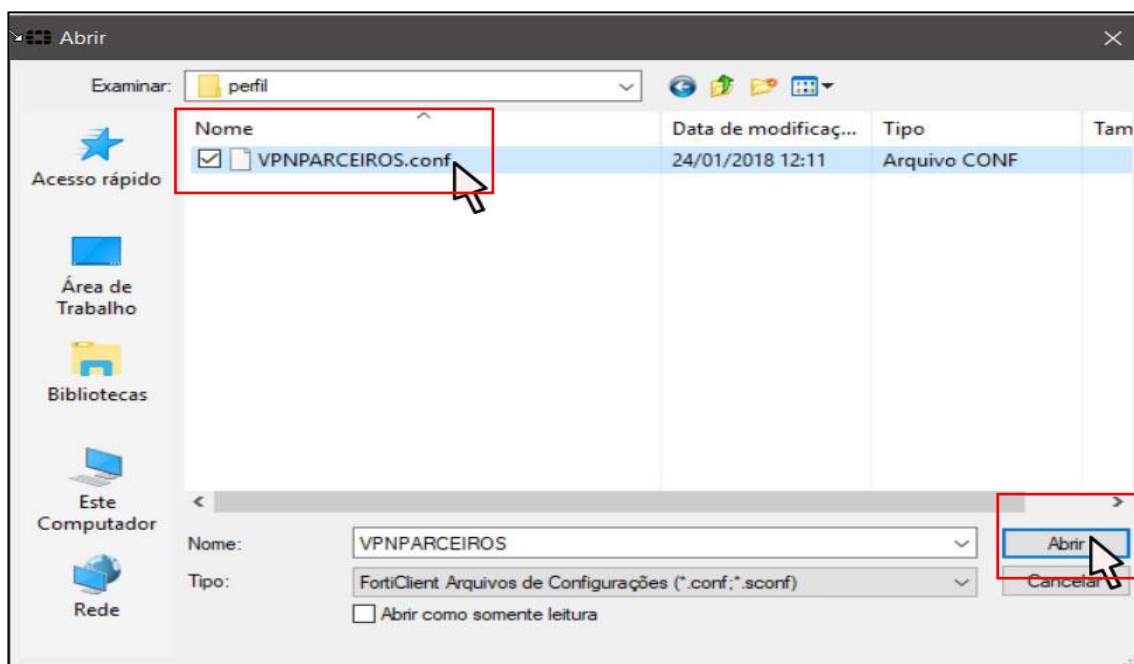 Abrir
Examinar: perfil
Nome Data de modificaç... Tipo Tam
VPNPARCEIROS.conf 24/01/2018 12:11 Arquivo CONF
Acesso rápido
Área de
Trabalho
Bibliotecas
Este
Computador
Rede
Nome: VPNPARCEIROS Abrir
Tipo: FortiClient Arquivos de Configurações (*.conf;*.sconf) Cancelar
Abrir como somente leitura